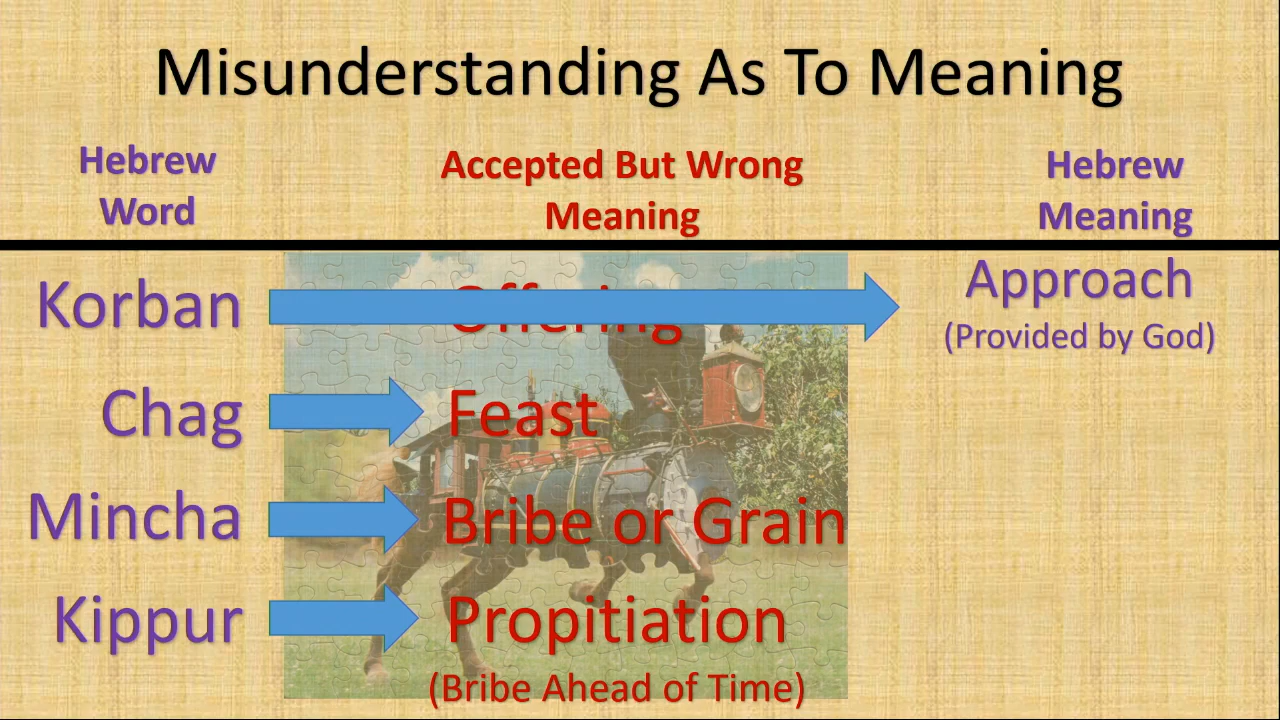 Misunderstanding As To Meaning
Hebrew
Word
Accepted But Wrong
Meaning
Hebrew
Meaning
Korban
Offering
Approach
(Provided by God)
Chag
Feast
Mincha
Bribe or Grain
Kippur
Propitiation
(Bribe Ahead of Time)